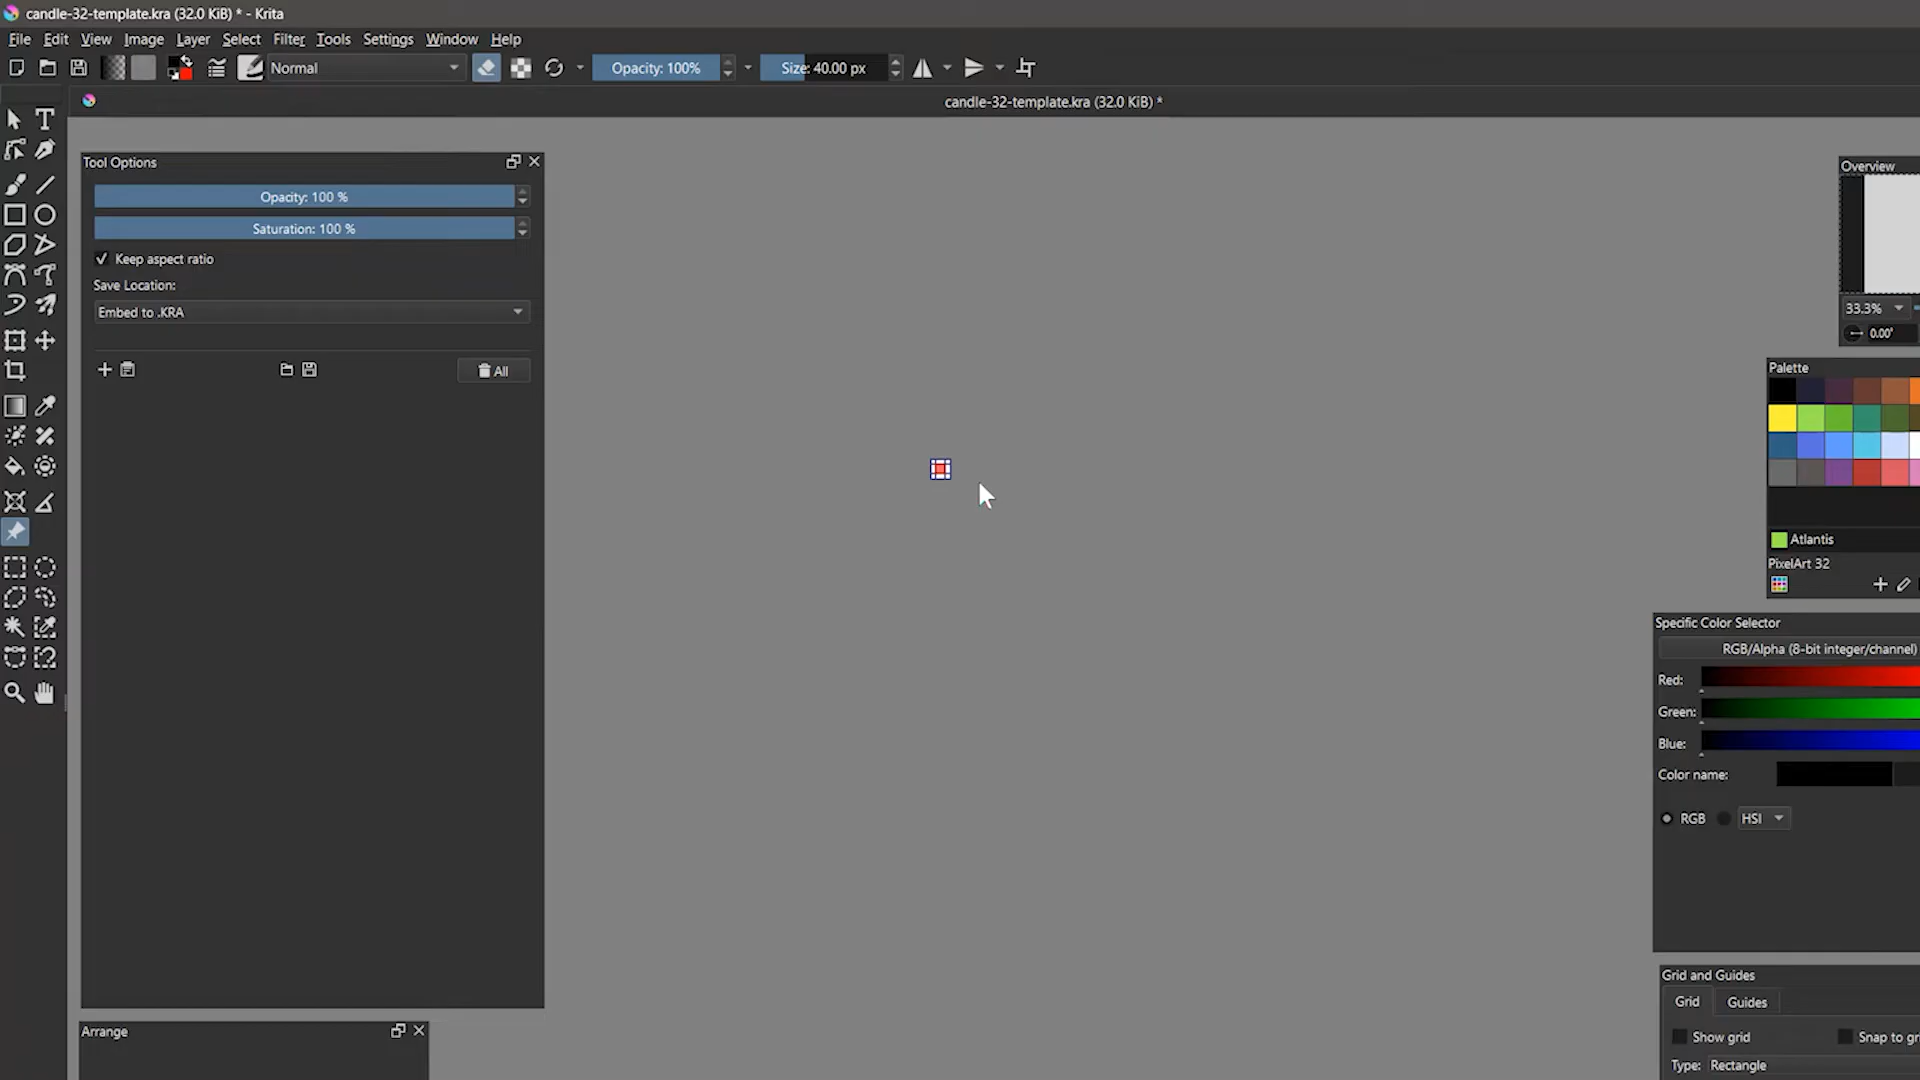 candle-32-template.kra (32.0 KiB) * - Krita
File Edit View Image Layer Select Filter Tools Settings Window Help
Normal Opacity: 100% Size: 40.00 px
candle-32-template.kra (32.0 KiB) *
Tool Options
Opacity: 100 %
Saturation: 100 %
Keep aspect ratio
Save Location:
Embed to .KRA
All
Arrange
Overview
33.3%
0.00°
Palette
Atlantis
PixelArt 32
Specific Color Selector
RGB/Alpha (8-bit integer/channel)
Red:
Green:
Blue:
Color name:
RGB HSI
Grid and Guides
Grid Guides
Show grid Snap to gr
Type: Rectangle